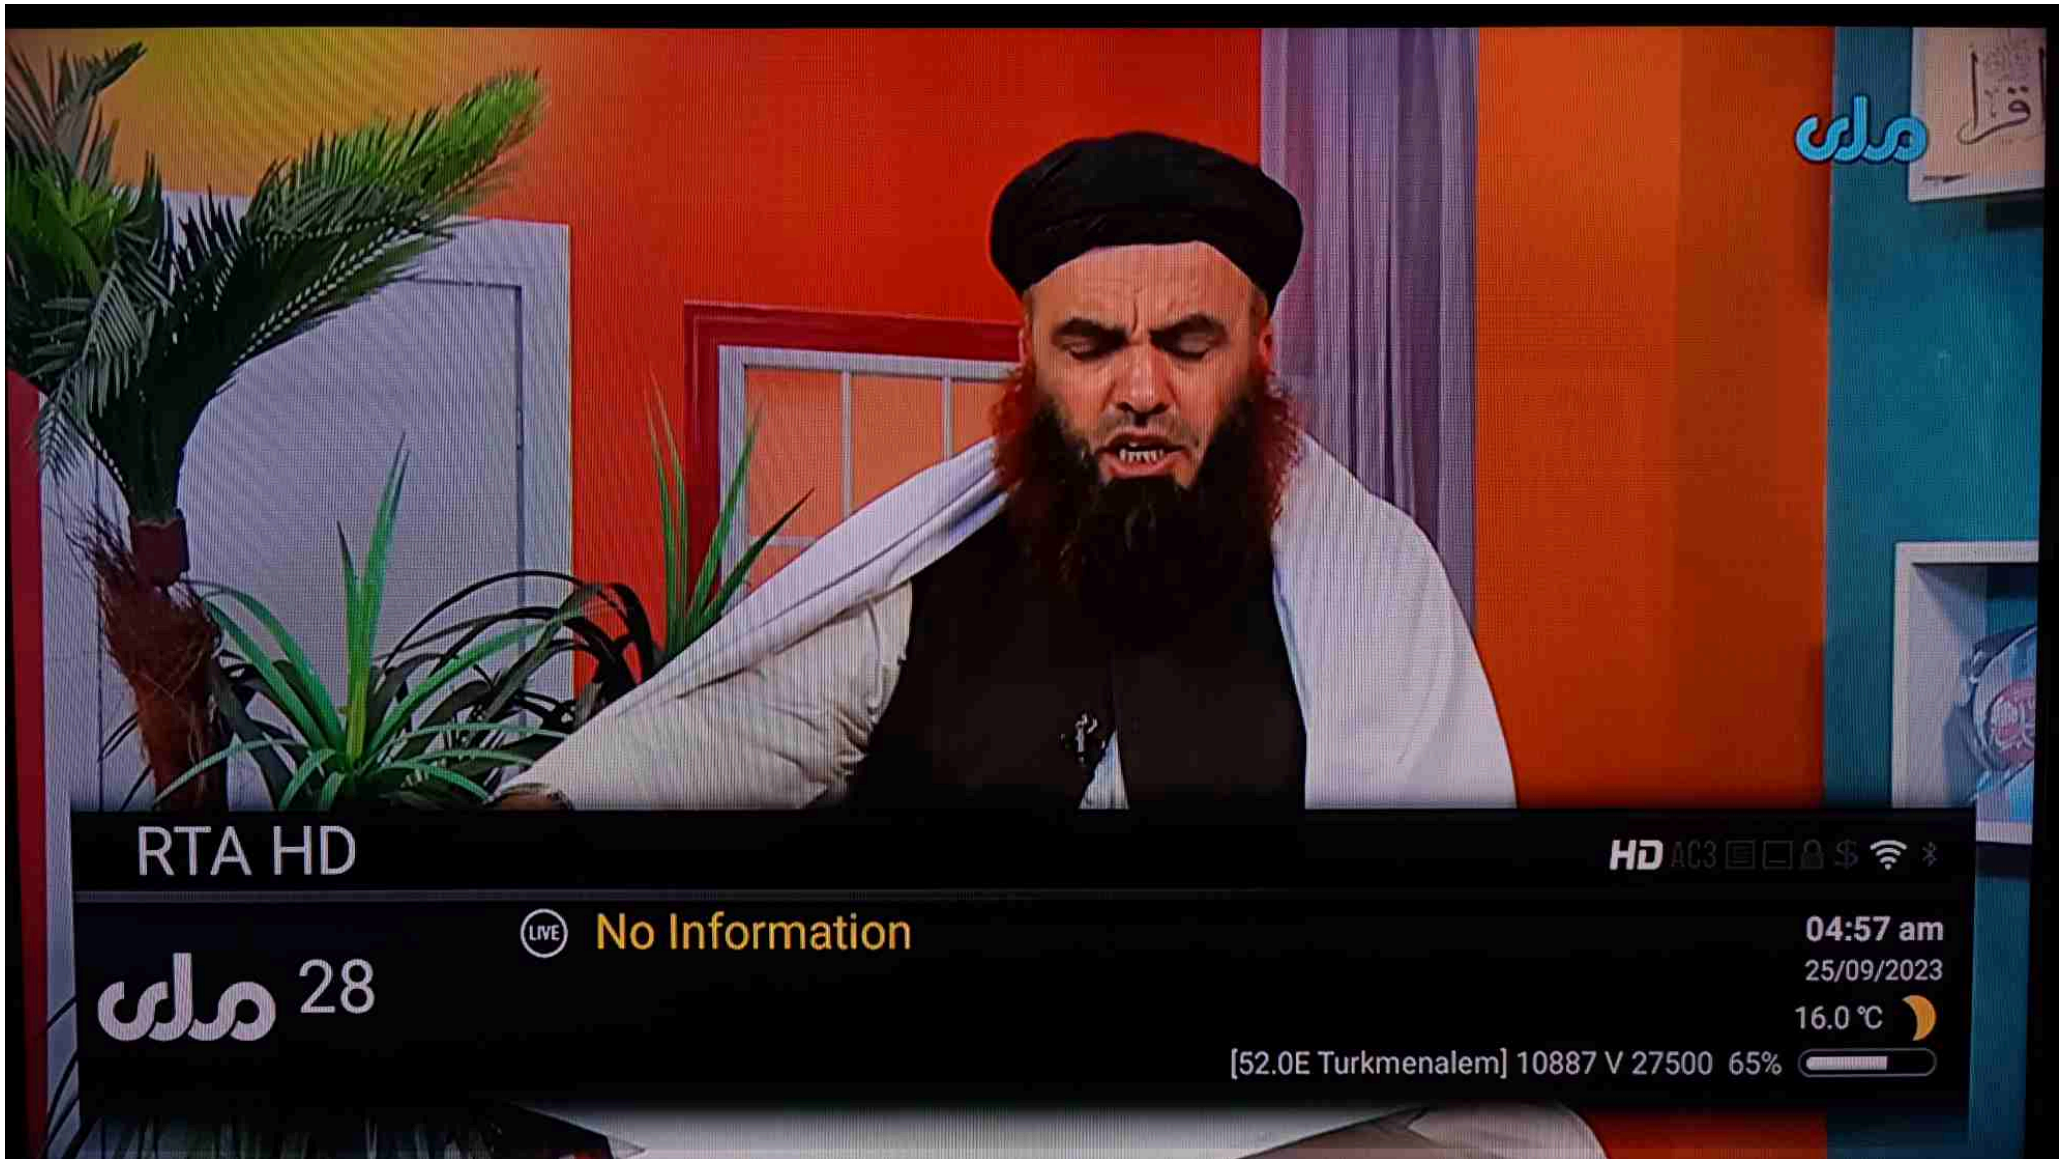 ملی
اقرأ
RTA HD
HD AC3 $
LIVE No Information
04:57 am
25/09/2023
ملی 28
16.0 °C
[52.0E Turkmenalem] 10887 V 27500 65%